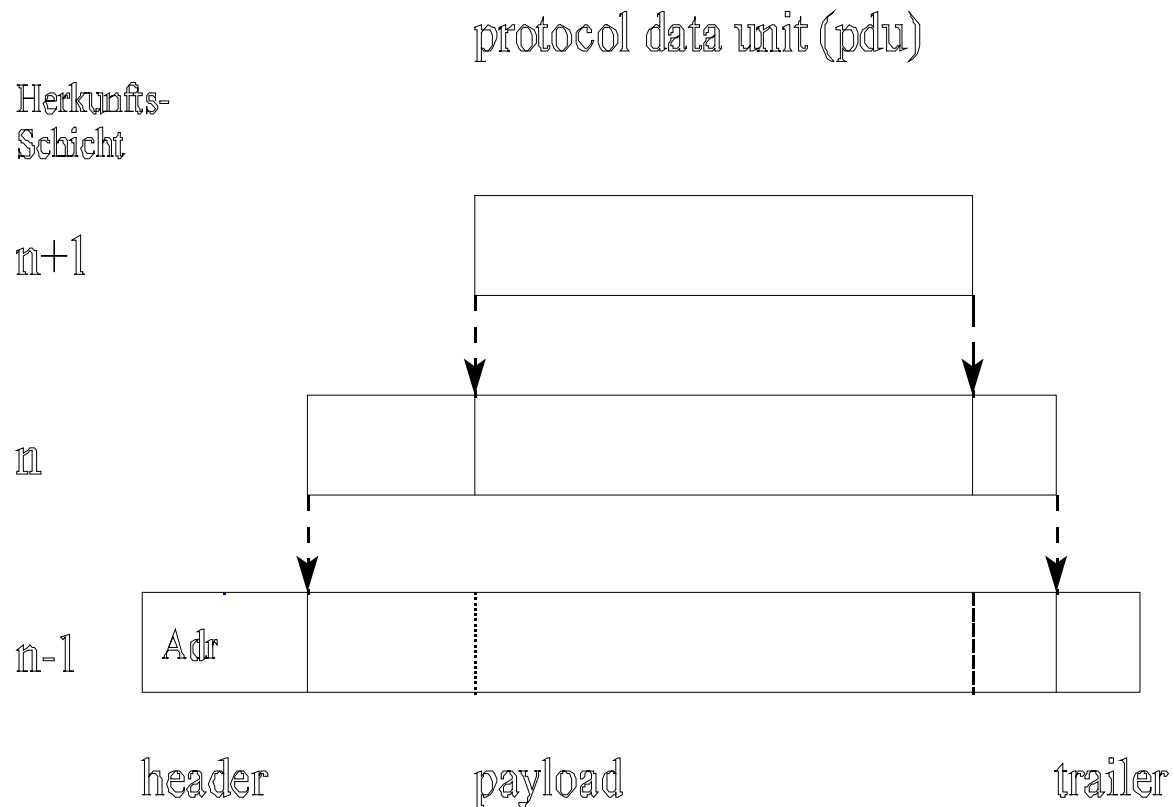 protocol data unit (pdu)
Herkunfts-
Schicht
n+1
n
n-1
Adr
header
payload
trailer